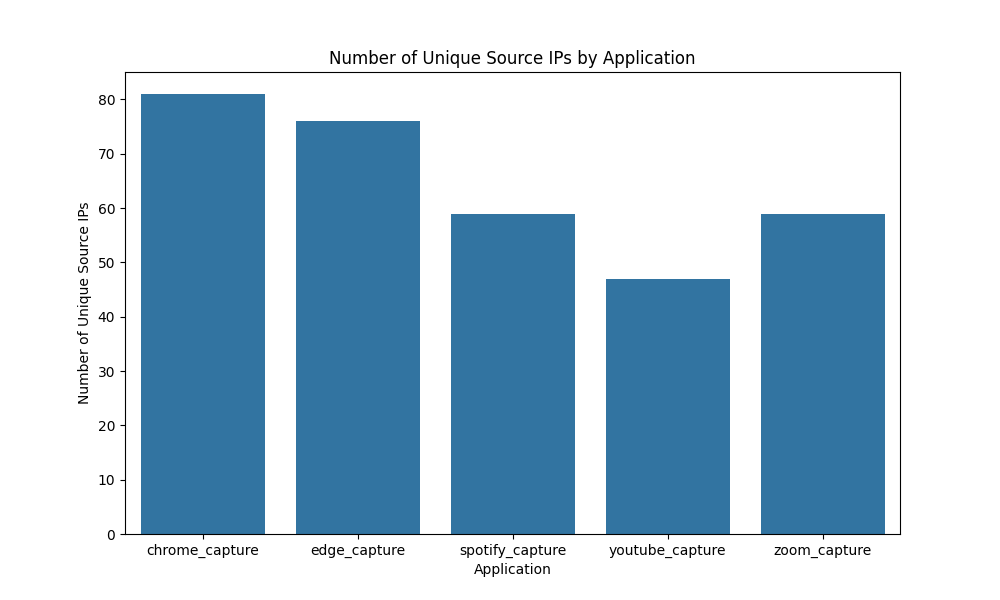 Number of Unique Source IPs by Application
Number of Unique Source IPs
80
70
60
50
40
30
20
10
0
chrome_capture edge_capture spotify_capture youtube_capture zoom_capture
Application